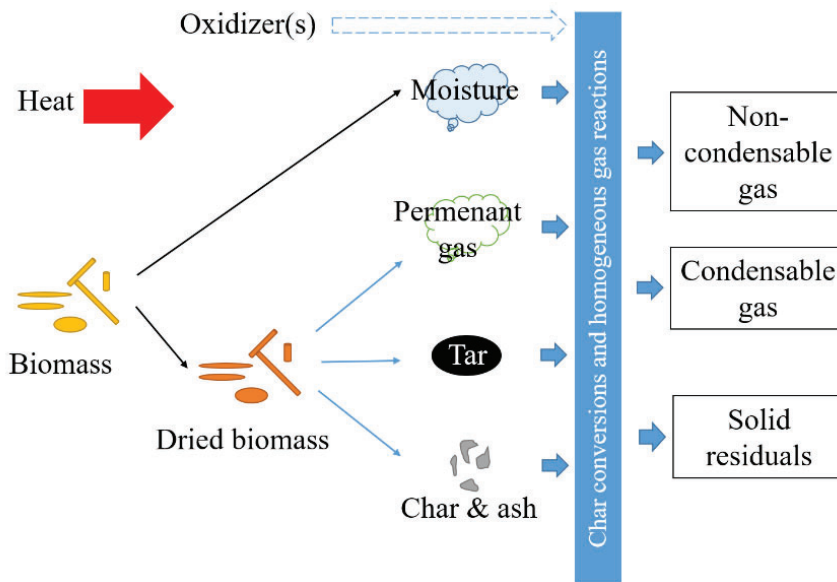 Oxidizer(s)
Heat
Moisture
Permenant
gas
Biomass
Tar
Dried biomass
Char & ash
Char conversions and homogeneous gas reactions
Non-
condensable
gas
Condensable
gas
Solid
residuals